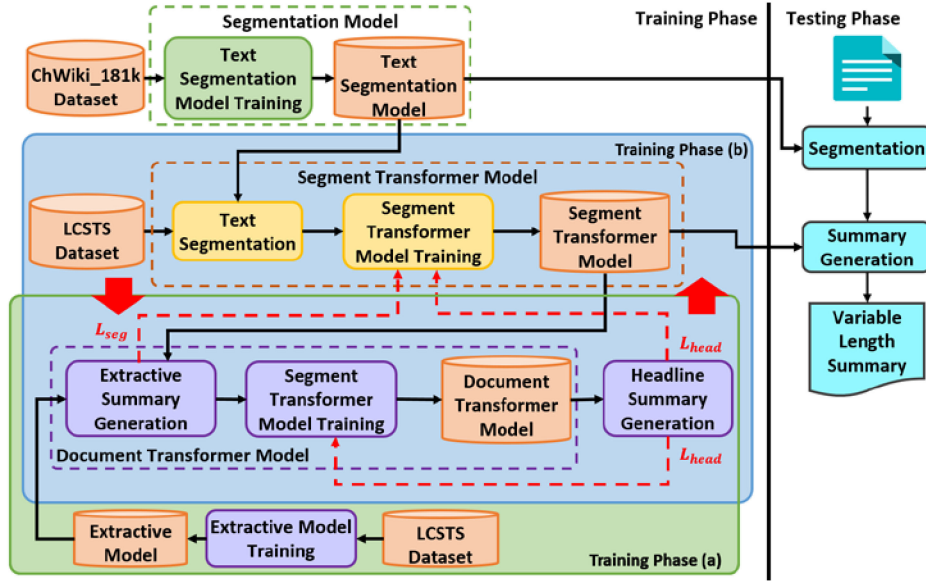 Segmentation Model
Training Phase
Testing Phase
ChWiki_181k
Dataset
Text
Segmentation
Model Training
Text
Segmentation
Model
Segmentation
Training Phase (b)
Segment Transformer Model
LCSTS
Dataset
Text
Segmentation
Segment
Transformer
Model Training
Segment
Transformer
Model
Summary
Generation
Variable
Length
Summary
L_seg
L_head
Extractive
Summary
Generation
Segment
Transformer
Model Training
Document
Transformer
Model
Headline
Summary
Generation
Document Transformer Model
L_head
Extractive
Model
Extractive Model
Training
LCSTS
Dataset
Training Phase (a)